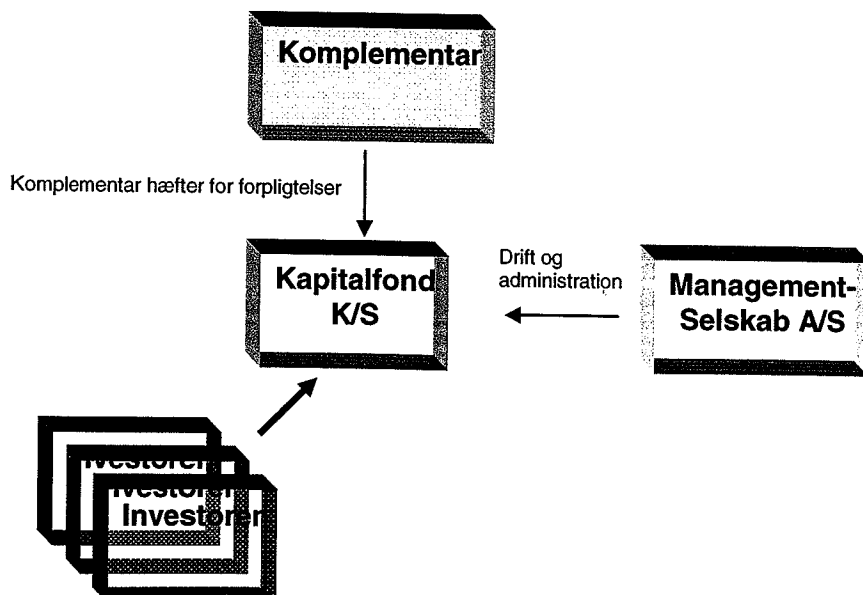 Komplementar
Komplementar hæfter for forpligtelser
Kapitalfond
K/S
Drift og
administration
Management-
Selskab A/S
Investorer